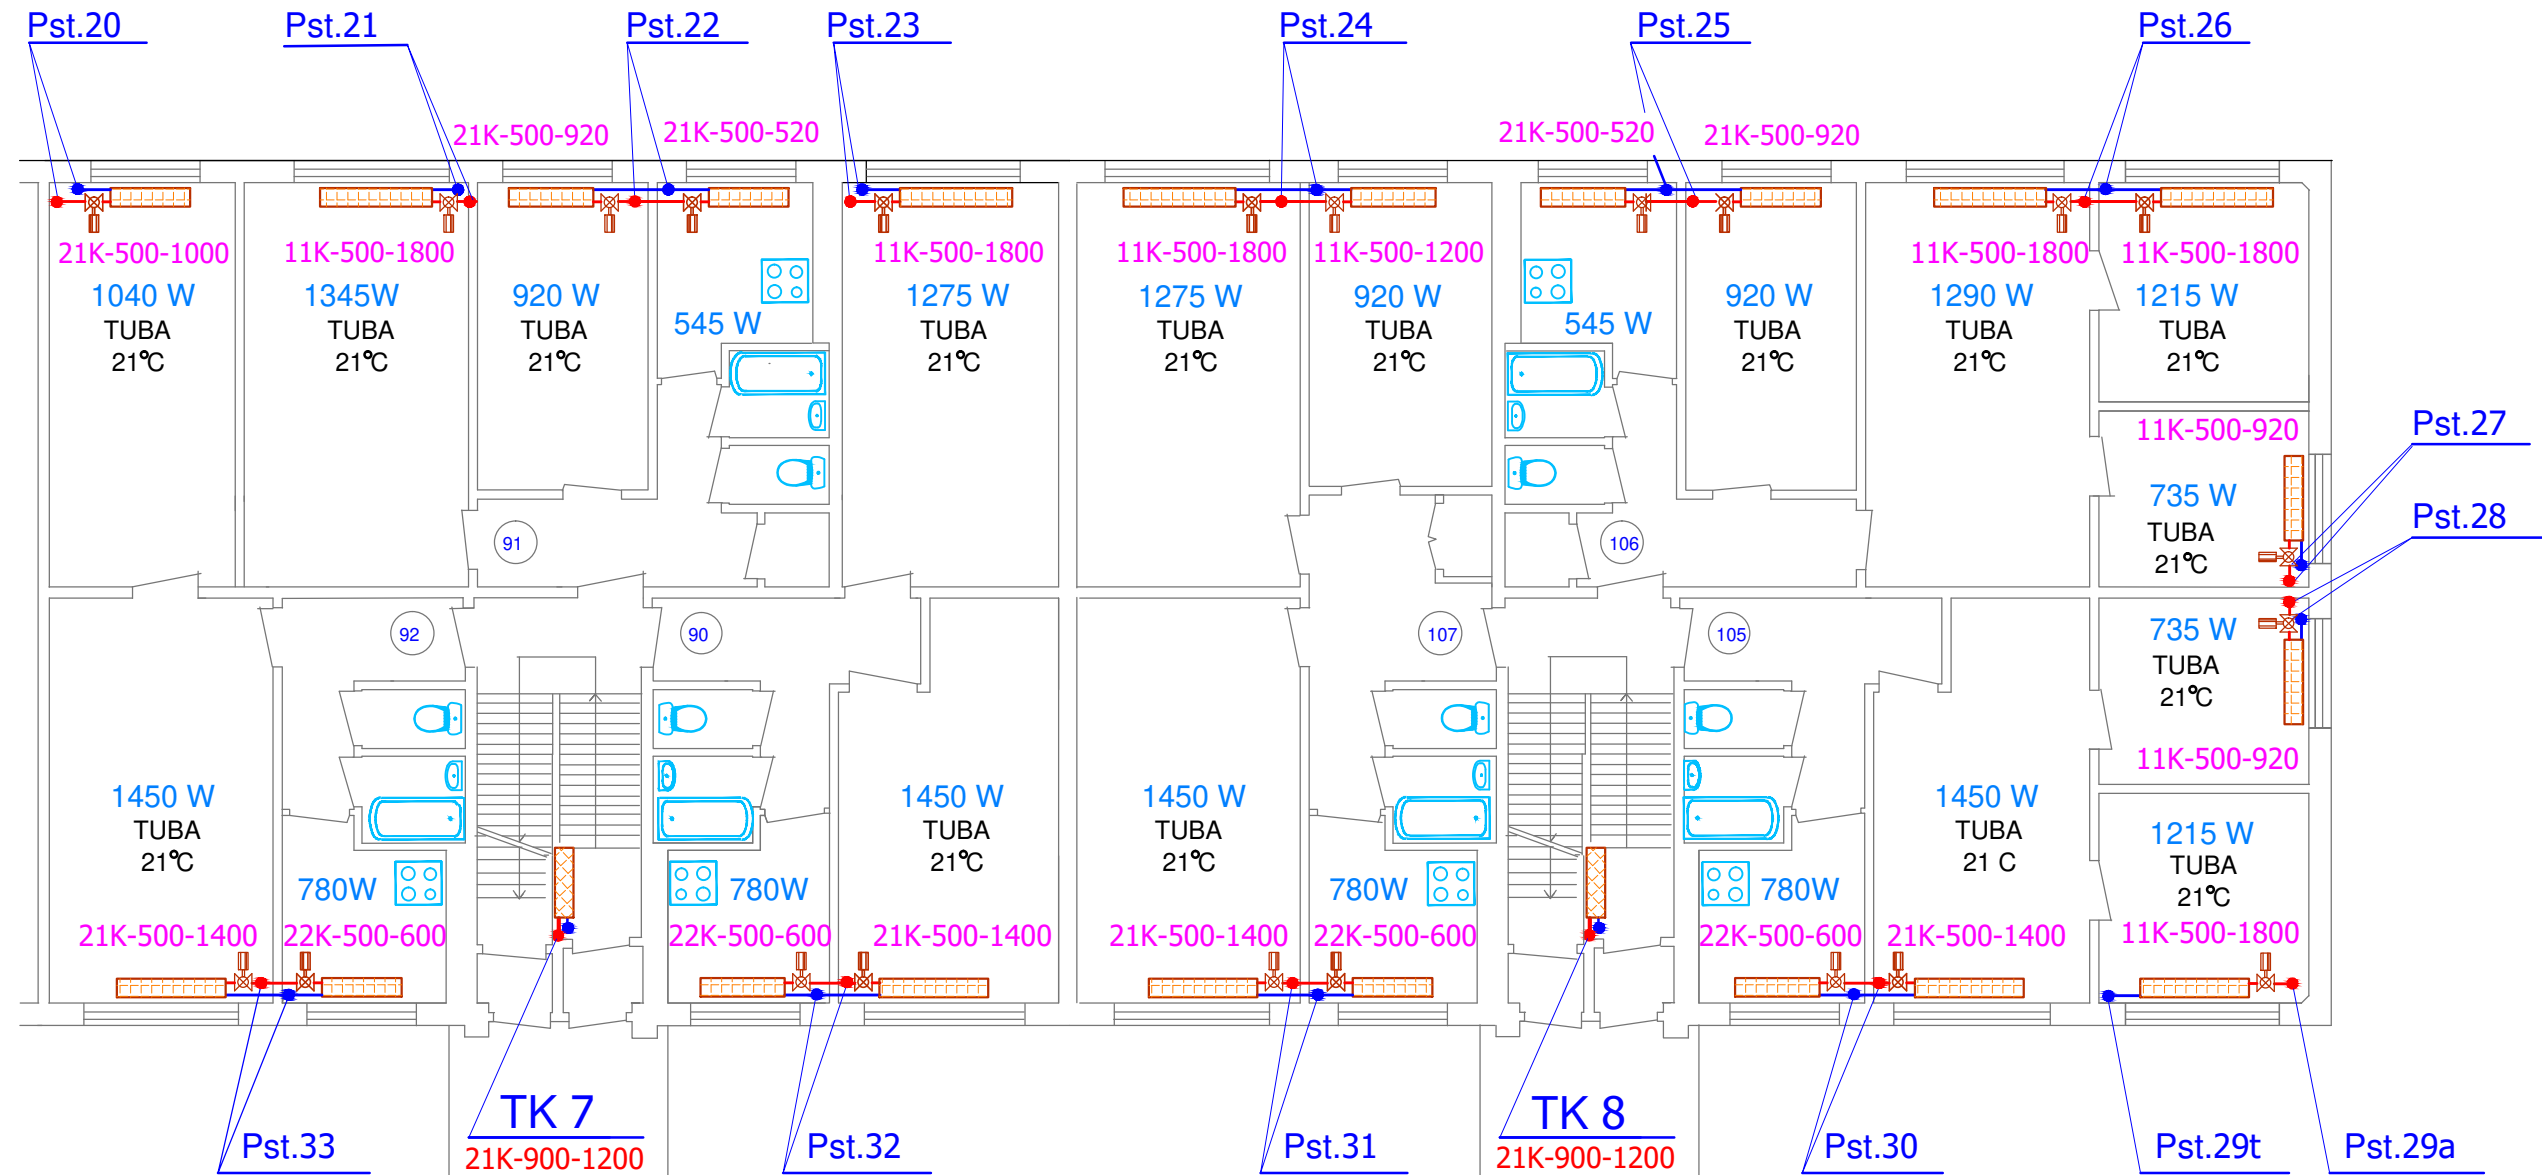 Pst.20
Pst.21
Pst.22
Pst.23
Pst.24
Pst.25
Pst.26
21K-500-920
21K-500-520
21K-500-520
21K-500-920
21K-500-1000
11K-500-1800
11K-500-1800
11K-500-1800
11K-500-1200
11K-500-1800
11K-500-1800
1040 W
TUBA
21°C
1345W
TUBA
21°C
920 W
TUBA
21°C
545 W
1275 W
TUBA
21°C
1275 W
TUBA
21°C
920 W
TUBA
21°C
545 W
920 W
TUBA
21°C
1290 W
TUBA
21°C
1215 W
TUBA
21°C
11K-500-920
Pst.27
735 W
TUBA
21°C
Pst.28
91
106
92
90
107
105
735 W
TUBA
21°C
11K-500-920
1450 W
TUBA
21°C
780W
780W
1450 W
TUBA
21°C
1450 W
TUBA
21°C
780W
780W
1450 W
TUBA
21 C
1215 W
TUBA
21°C
21K-500-1400
22K-500-600
22K-500-600
21K-500-1400
21K-500-1400
22K-500-600
22K-500-600
21K-500-1400
11K-500-1800
Pst.33
TK 7
21K-900-1200
Pst.32
Pst.31
TK 8
21K-900-1200
Pst.30
Pst.29t
Pst.29a